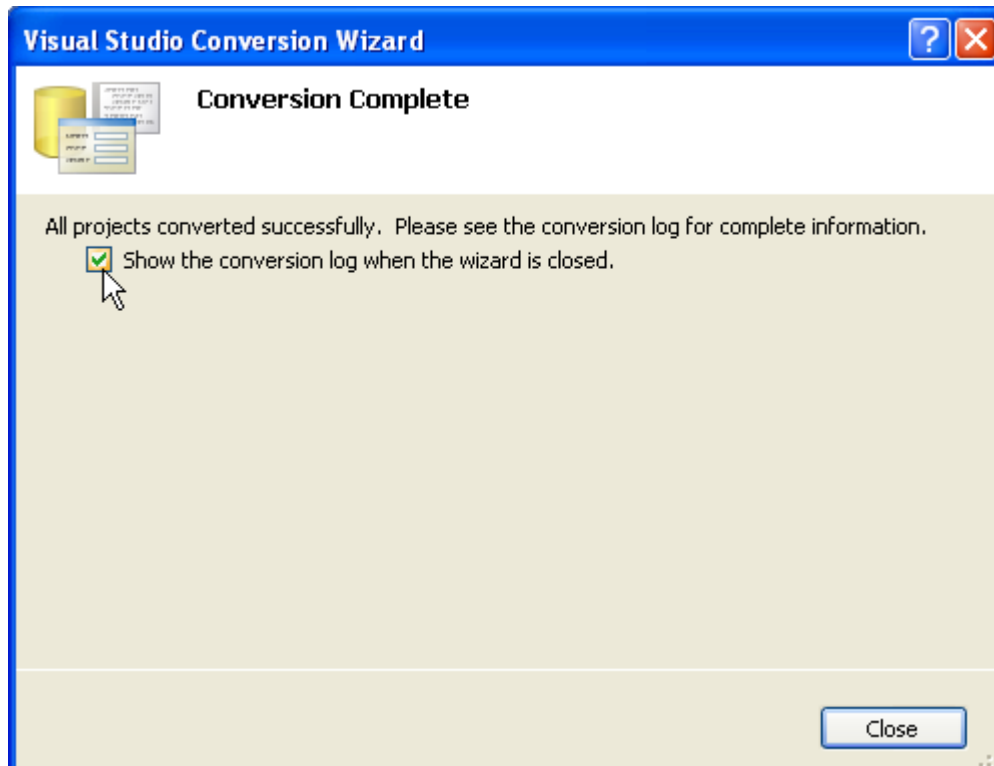 Visual Studio Conversion Wizard
Conversion Complete
All projects converted successfully.  Please see the conversion log for complete information.
Show the conversion log when the wizard is closed.
Close